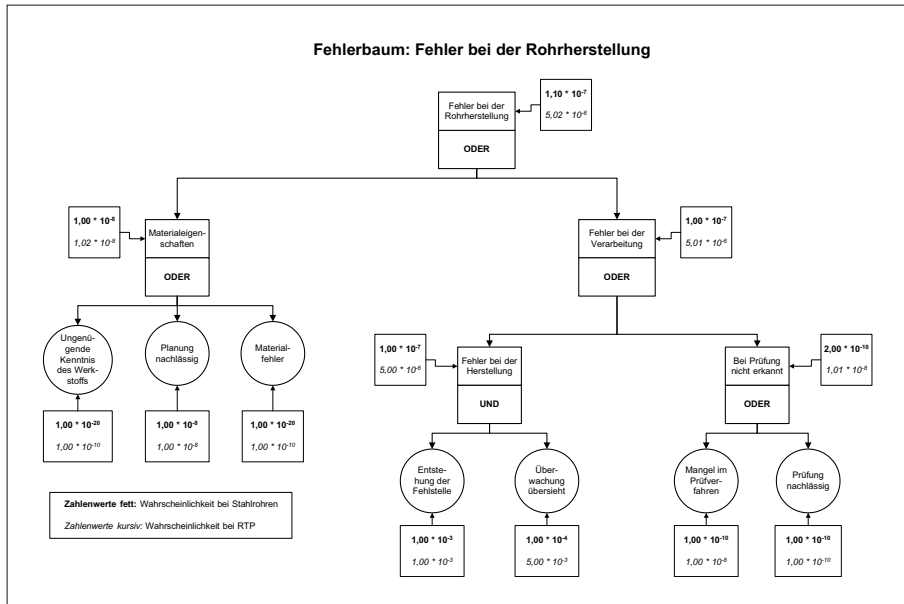 Fehlerbaum: Fehler bei der Rohrherstellung
Fehler bei der
Rohrherstellung
ODER
1,10 * 10⁻⁷
5,02 * 10⁻⁶
1,00 * 10⁻⁸
1,02 * 10⁻⁸
Materialeigen-
schaften
ODER
Fehler bei der
Verarbeitung
ODER
1,00 * 10⁻⁷
5,01 * 10⁻⁶
Ungenü-
gende
Kenntnis
des Werk-
stoffs
Planung
nachlässig
Material-
fehler
1,00 * 10⁻²⁰
1,00 * 10⁻¹⁰
1,00 * 10⁻⁸
1,00 * 10⁻⁸
1,00 * 10⁻²⁰
1,00 * 10⁻¹⁰
1,00 * 10⁻⁷
5,00 * 10⁻⁶
Fehler bei der
Herstellung
UND
Bei Prüfung
nicht erkannt
ODER
2,00 * 10⁻¹⁰
1,01 * 10⁻⁸
Entste-
hung der
Fehlstelle
Über-
wachung
übersieht
Mangel im
Prüfver-
fahren
Prüfung
nachlässig
1,00 * 10⁻³
1,00 * 10⁻³
1,00 * 10⁻⁴
5,00 * 10⁻³
1,00 * 10⁻¹⁰
1,00 * 10⁻⁸
1,00 * 10⁻¹⁰
1,00 * 10⁻¹⁰
Zahlenwerte fett: Wahrscheinlichkeit bei Stahlrohren
Zahlenwerte kursiv: Wahrscheinlichkeit bei RTP